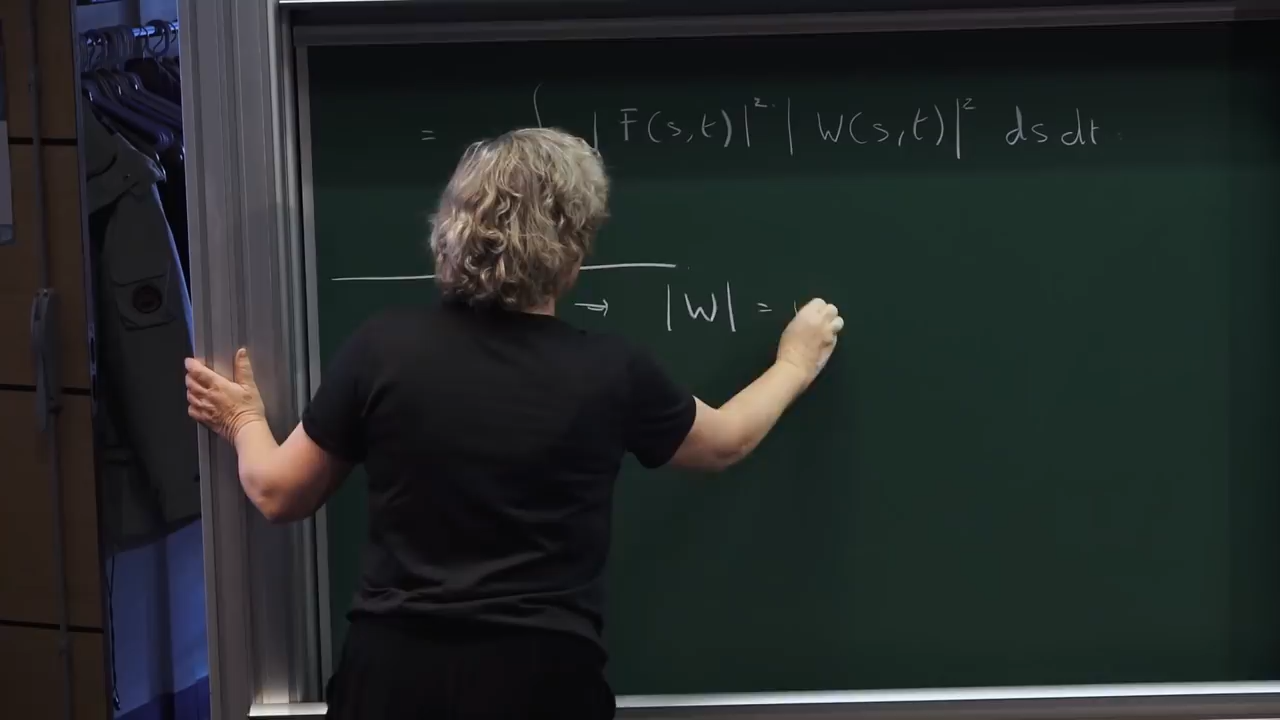 = ∫ |F(s,t)|² |W(s,t)|² ds dt.
→ |W| =